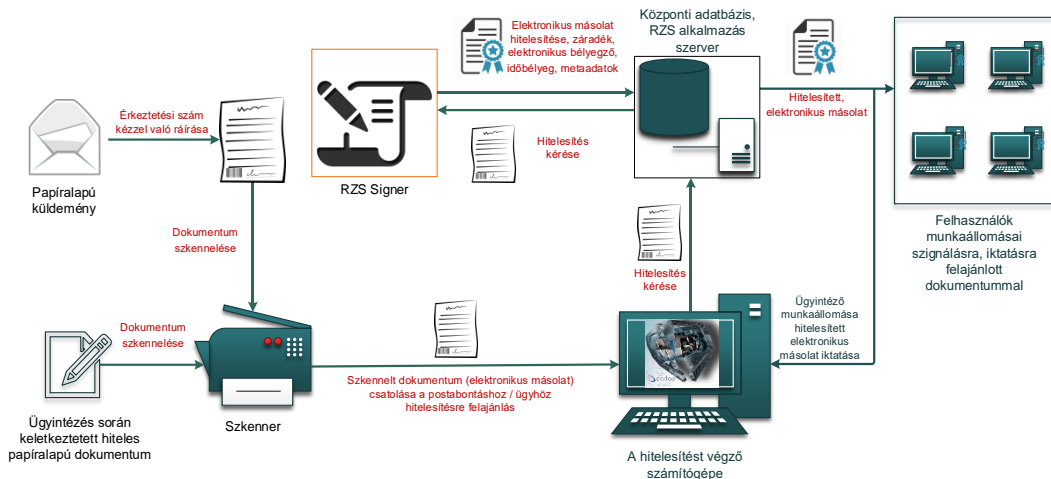 Elektronikus másolat
hitelesítése, záradék,
elektronikus bélyegző,
időbélyeg, metaadatok
Központi adatbázis,
RZS alkalmazás
szerver
Érkeztetési szám
kézzel való ráírása
Hitelesített,
elektronikus másolat
Hitelesítés
kérése
Papíralapú
küldemény
RZS Signer
Felhasználók
munkaállomásai
szignálásra, iktatásra
felajánlott
dokumentummal
Dokumentum
szkennelése
Hitelesítés
kérése
Dokumentum
szkennelése
Ügyintéző
munkaállomása
hitelesített
elektronikus
másolat iktatása
Szkennelt dokumentum (elektronikus másolat)
csatolása a postabontáshoz / ügyhöz
hitelesítésre felajánlás
Ügyintézés során
keletkeztetett hiteles
papíralapú dokumentum
Szkenner
A hitelesítést végző
számítógépe